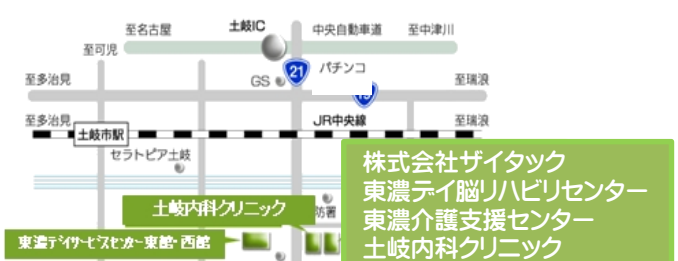 至名古屋
土岐IC
中央自動車道
至中津川
至可児
パチンコ
至多治見
GS
21
至瑞浪
至多治見
JR中央線
至瑞浪
土岐市駅
セラトピア土岐
株式会社ザイタック
東濃デイ脳リハビリセンター
東濃介護支援センター
土岐内科クリニック
土岐内科クリニック
防署
東濃デイサービスセンター東館・西館